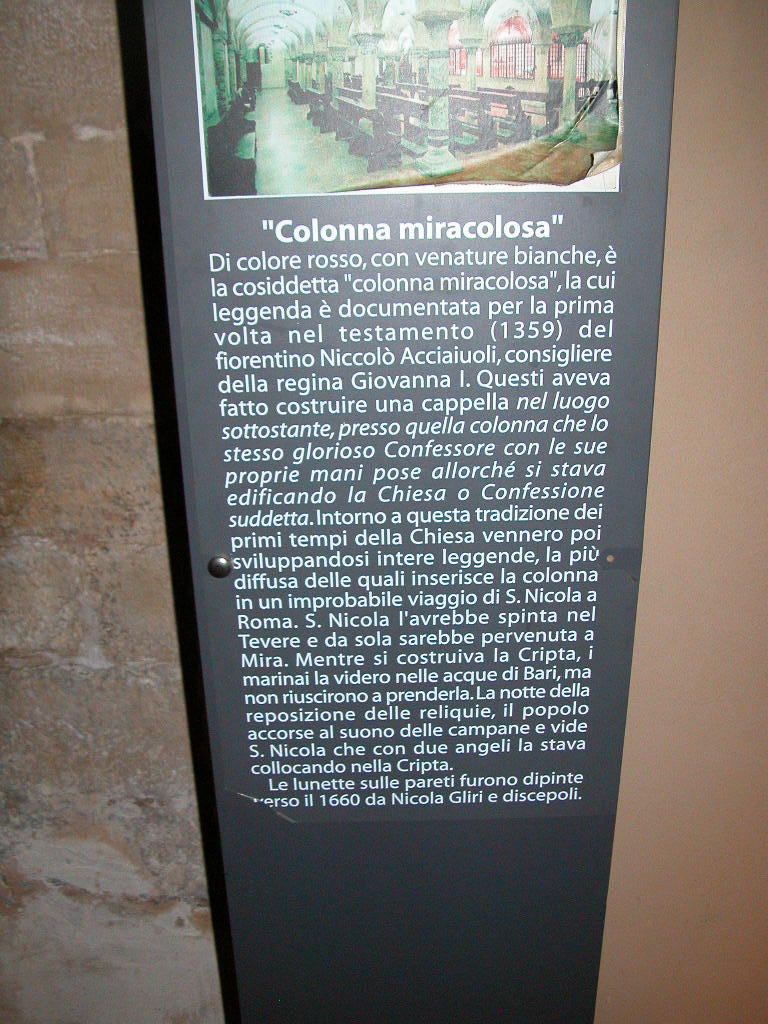 "Colonna miracolosa"
Di colore rosso, con venature bianche, è
la cosiddetta "colonna miracolosa", la cui
leggenda è documentata per la prima
volta nel testamento (1359) del
fiorentino Niccolò Acciaiuoli, consigliere
della regina Giovanna I. Questi aveva
fatto costruire una cappella nel luogo
sottostante, presso quella colonna che lo
stesso glorioso Confessore con le sue
proprie mani pose allorché si stava
edificando la Chiesa o Confessione
suddetta. Intorno a questa tradizione dei
primi tempi della Chiesa vennero poi
sviluppandosi intere leggende, la più
diffusa delle quali inserisce la colonna
in un improbabile viaggio di S. Nicola a
Roma. S. Nicola l'avrebbe spinta nel
Tevere e da sola sarebbe pervenuta a
Mira. Mentre si costruiva la Cripta, i
marinai la videro nelle acque di Bari, ma
non riuscirono a prenderla. La notte della
reposizione delle reliquie, il popolo
accorse al suono delle campane e vide
S. Nicola che con due angeli la stava
collocando nella Cripta.
Le lunette sulle pareti furono dipinte
verso il 1660 da Nicola Gliri e discepoli.